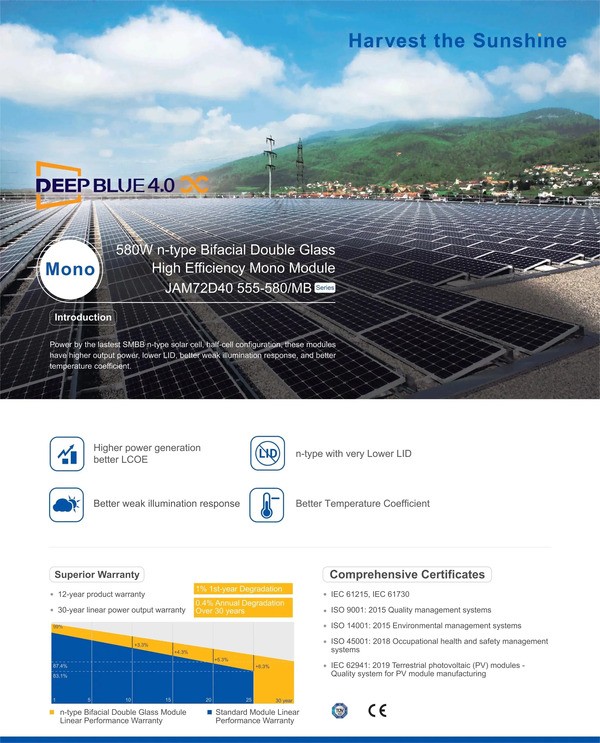 Harvest the Sunshine
DEEP BLUE 4.0
Mono
580W n-type Bifacial Double Glass
High Efficiency Mono Module
JAM72D40 555-580/MB Series
Introduction
Power by the lastest SMBB n-type solar cell, half-cell configuration, these modules
have higher output power, lower LID, better weak illumination response, and better
temperature coefficient.
Higher power generation
better LCOE
LID
n-type with very Lower LID
Better weak illumination response
Better Temperature Coefficient
Superior Warranty
12-year product warranty
30-year linear power output warranty
1% 1st-year Degradation
0.4% Annual Degradation
Over 30 years
99%
+3.3%
+4.3%
+5.3%
+6.3%
87.4%
83.1%
1 5 10 15 20 25 30 year
n-type Bifacial Double Glass Module
Linear Performance Warranty
Standard Module Linear
Performance Warranty
Comprehensive Certificates
IEC 61215, IEC 61730
ISO 9001: 2015 Quality management systems
ISO 14001: 2015 Environmental management systems
ISO 45001: 2018 Occupational health and safety management
systems
IEC 62941: 2019 Terrestrial photovoltaic (PV) modules -
Quality system for PV module manufacturing
TÜV
CE